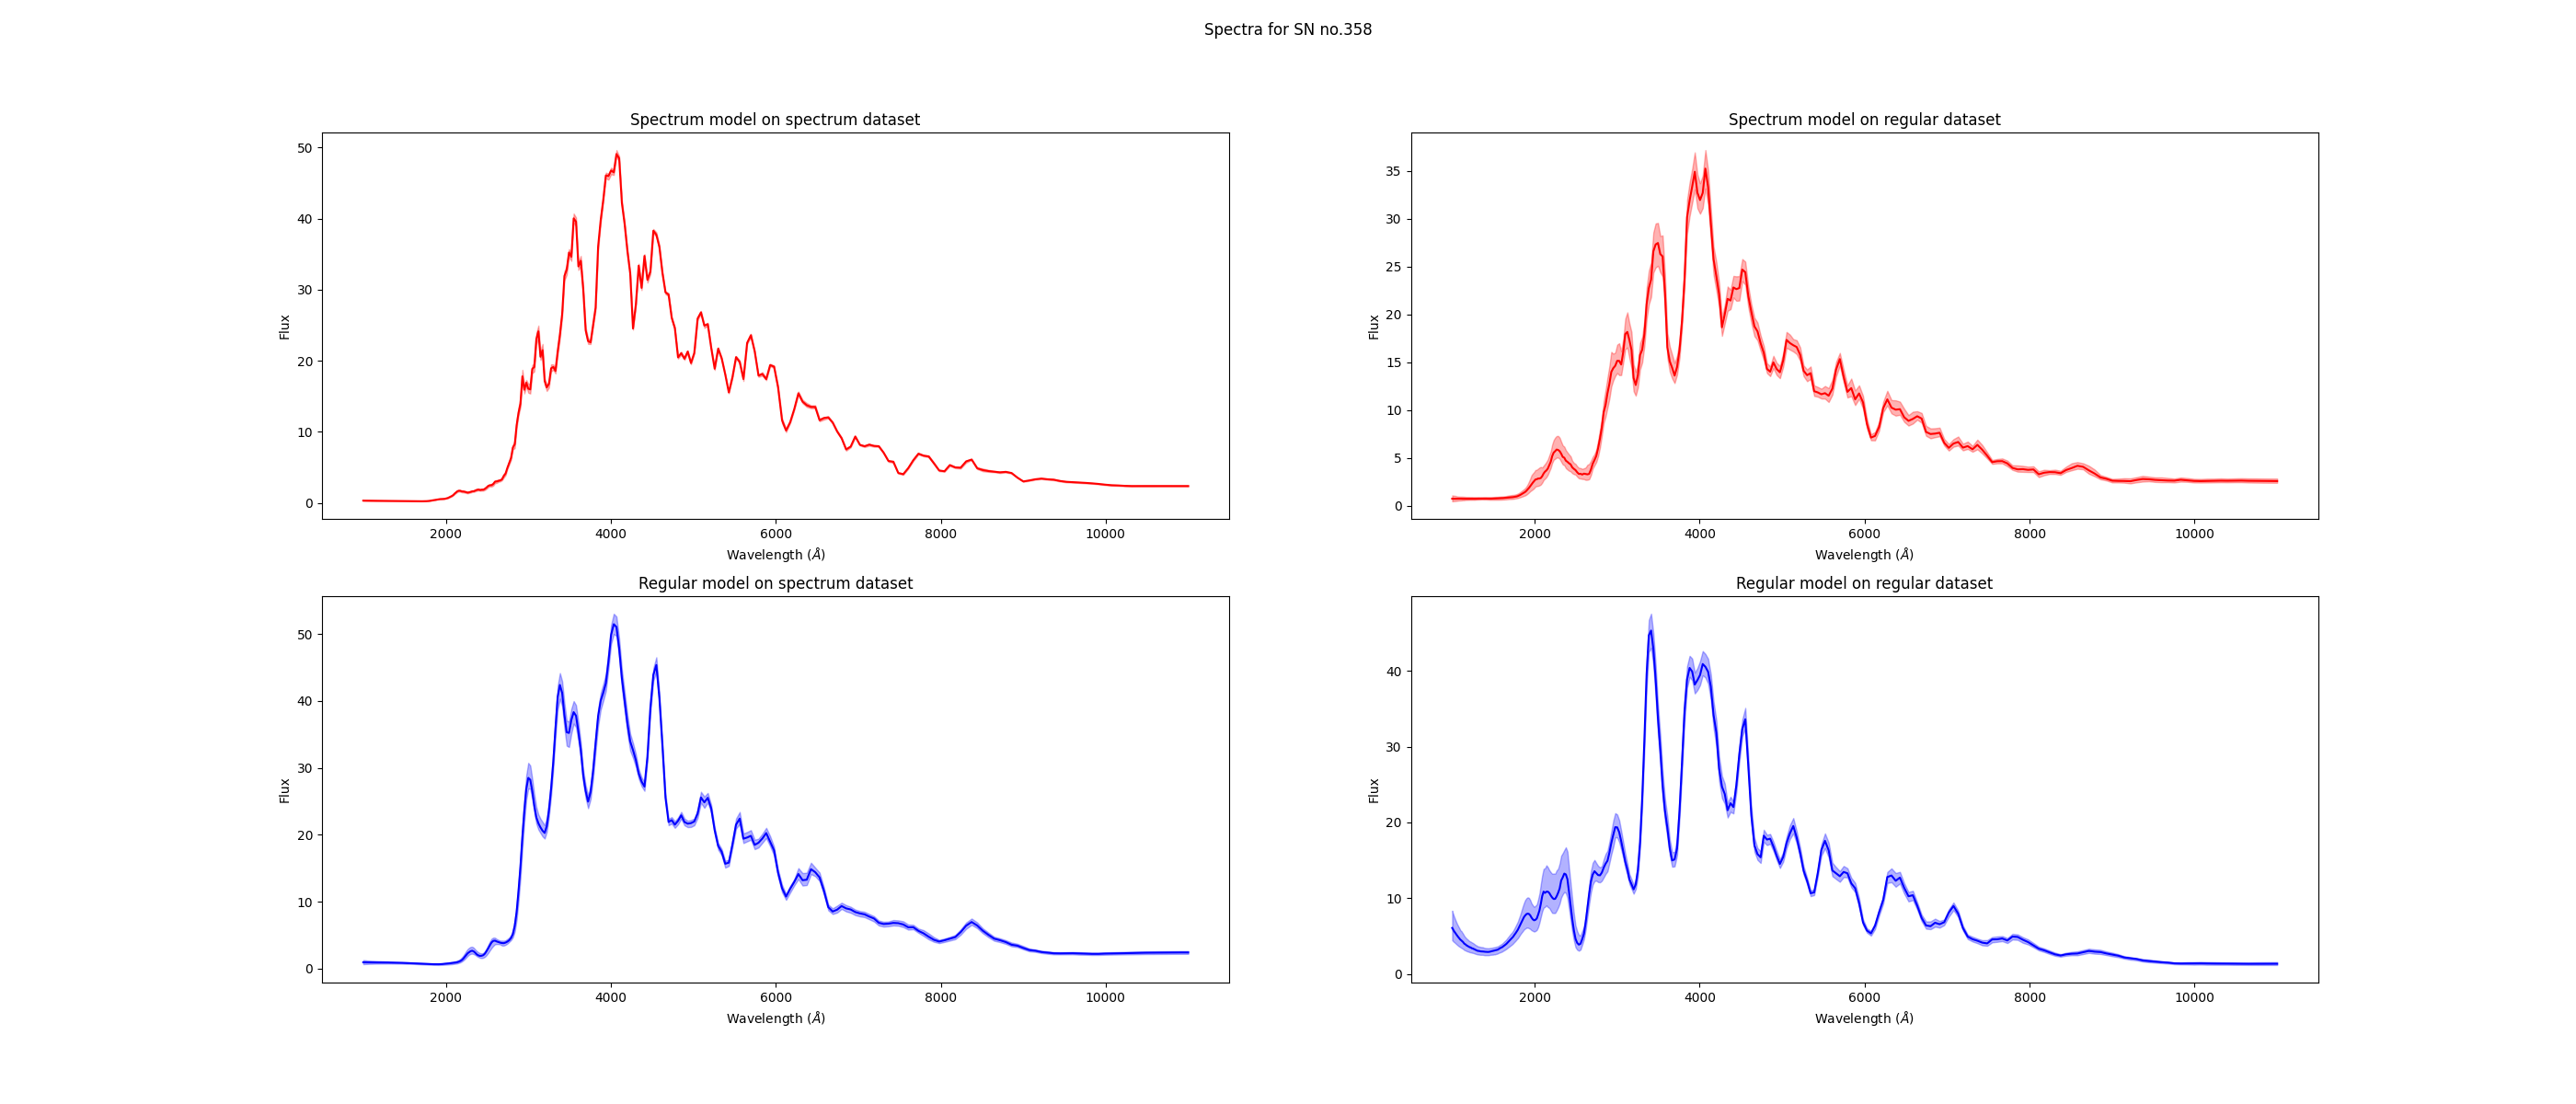 Spectra for SN no.358
Spectrum model on spectrum dataset
50
40
30
20
10
0
Flux
2000 4000 6000 8000 10000
Wavelength (Å)
Spectrum model on regular dataset
35
30
25
20
15
10
5
0
Flux
2000 4000 6000 8000 10000
Wavelength (Å)
Regular model on spectrum dataset
50
40
30
20
10
0
Flux
2000 4000 6000 8000 10000
Wavelength (Å)
Regular model on regular dataset
40
30
20
10
0
Flux
2000 4000 6000 8000 10000
Wavelength (Å)